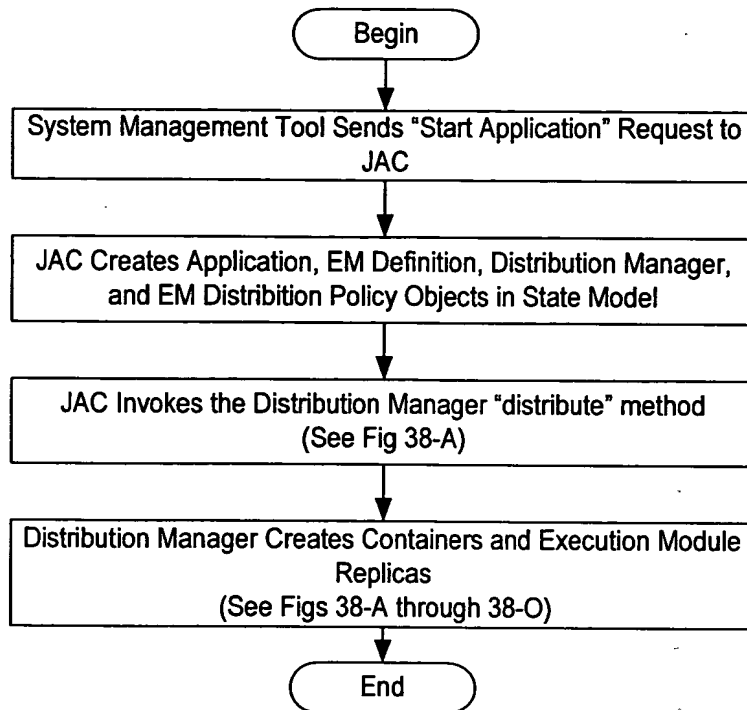 Begin
System Management Tool Sends "Start Application" Request to
JAC
JAC Creates Application, EM Definition, Distribution Manager,
and EM Distribition Policy Objects in State Model
JAC Invokes the Distribution Manager "distribute" method
(See Fig 38-A)
Distribution Manager Creates Containers and Execution Module
Replicas
(See Figs 38-A through 38-O)
End